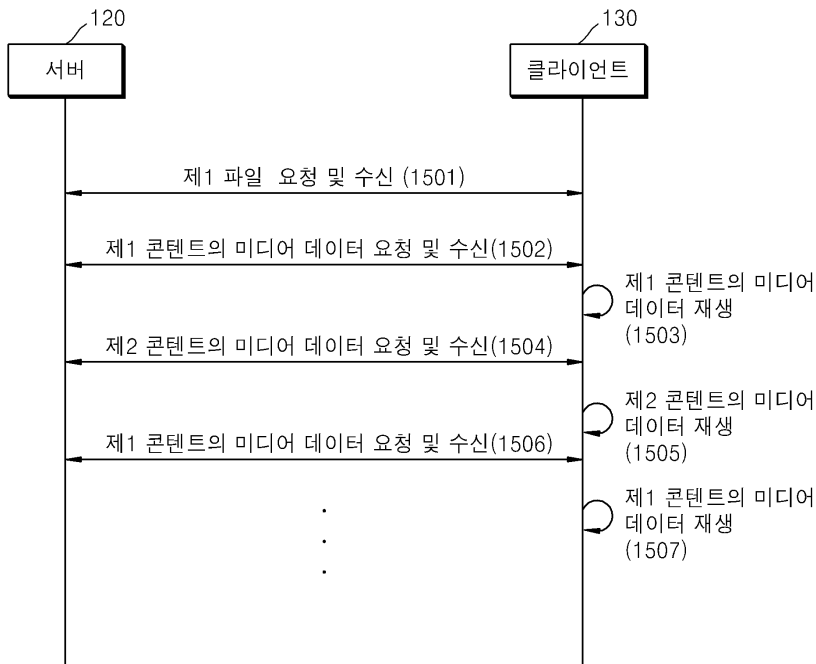 120
130
서버
클라이언트
제1 파일 요청 및 수신 (1501)
제1 콘텐트의 미디어 데이터 요청 및 수신(1502)
제1 콘텐트의 미디어
데이터 재생
(1503)
제2 콘텐트의 미디어 데이터 요청 및 수신(1504)
제2 콘텐트의 미디어
데이터 재생
(1505)
제1 콘텐트의 미디어 데이터 요청 및 수신(1506)
제1 콘텐트의 미디어
데이터 재생
(1507)